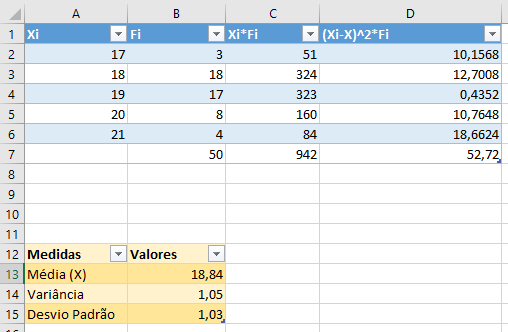 A B C D
1 Xi Fi Xi*Fi (Xi-X)^2*Fi
2 17 3 51 10,1568
3 18 18 324 12,7008
4 19 17 323 0,4352
5 20 8 160 10,7648
6 21 4 84 18,6624
7 50 942 52,72
8
9
10
11
12 Medidas Valores
13 Média (X) 18,84
14 Variância 1,05
15 Desvio Padrão 1,03